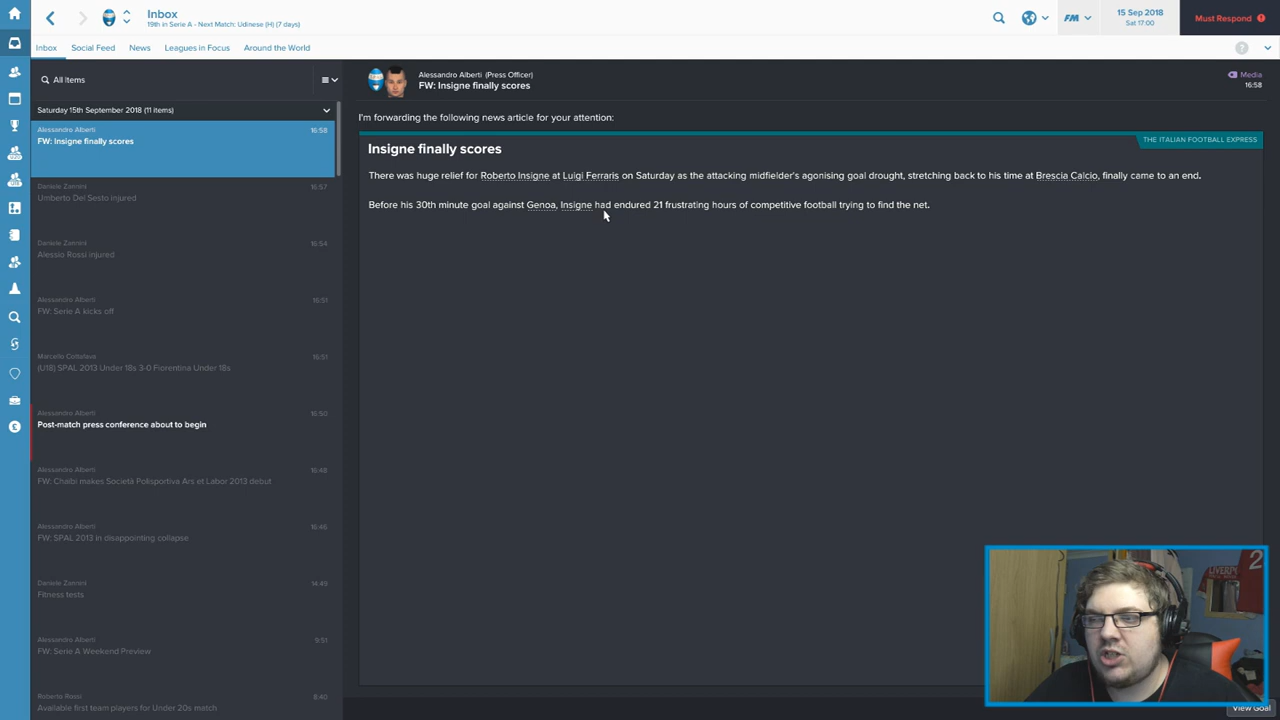 Inbox
19th in Serie A - Next Match: Udinese (H) (7 days)
FM
15 Sep 2018
Sat 17:00
Must Respond
Inbox
Social Feed
News
Leagues in Focus
Around the World
All Items
Saturday 15th September 2018 (11 items)
Alessandro Alberti 16:58
FW: Insigne finally scores
Daniele Zannini 16:57
Umberto Del Sesto injured
Daniele Zannini 16:54
Alessio Rossi injured
Alessandro Alberti 16:51
FW: Serie A kicks off
Marcello Cottafava 16:51
(U18) SPAL 2013 Under 18s 3-0 Fiorentina Under 18s
Alessandro Alberti 16:50
Post-match press conference about to begin
Alessandro Alberti 16:48
FW: Chaibi makes Società Polisportiva Ars et Labor 2013 debut
Alessandro Alberti 16:46
FW: SPAL 2013 in disappointing collapse
Daniele Zannini 14:49
Fitness tests
Alessandro Alberti 9:51
FW: Serie A Weekend Preview
Roberto Rossi 8:40
Available first team players for Under 20s match
Alessandro Alberti (Press Officer)
FW: Insigne finally scores
Media
16:58
I'm forwarding the following news article for your attention:
THE ITALIAN FOOTBALL EXPRESS
Insigne finally scores
There was huge relief for Roberto Insigne at Luigi Ferraris on Saturday as the attacking midfielder's agonising goal drought, stretching back to his time at Brescia Calcio, finally came to an end.
Before his 30th minute goal against Genoa, Insigne had endured 21 frustrating hours of competitive football trying to find the net.
View Goal